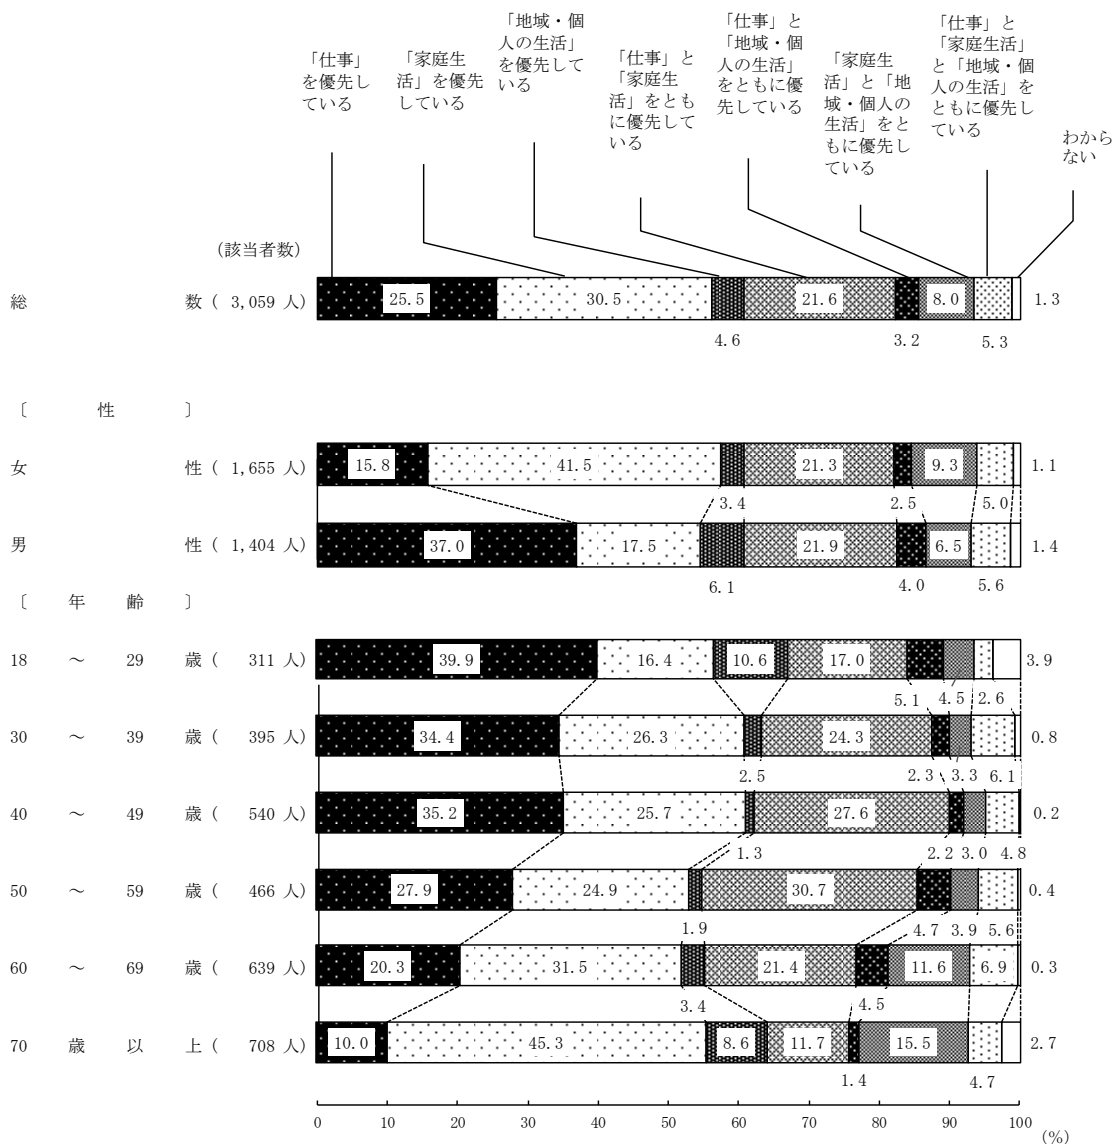 「仕事」
を優先し
ている
「家庭生
活」を優先
している
「地域・個
人の生活」
を優先して
いる
「仕事」と
「家庭生
活」をとも
に優先して
いる
「仕事」と
「地域・個
人の生活」
をともに優
先している
「家庭生
活」と「地
域・個人の
生活」をと
もに優先し
ている
「仕事」と
「家庭生活」
と「地域・個
人の生活」を
ともに優先し
ている
わから
ない
(該当者数)
総 数 ( 3,059 人) 25.5 30.5 21.6 8.0 1.3
4.6 3.2 5.3
〔 性 〕
女 性 ( 1,655 人) 15.8 41.5 21.3 9.3 1.1
3.4 2.5 5.0
男 性 ( 1,404 人) 37.0 17.5 21.9 6.5 1.4
6.1 4.0 5.6
〔 年 齢 〕
18 ～ 29 歳 ( 311 人) 39.9 16.4 10.6 17.0 3.9
5.1 4.5 2.6
30 ～ 39 歳 ( 395 人) 34.4 26.3 24.3 0.8
2.5 2.3 3.3 6.1
40 ～ 49 歳 ( 540 人) 35.2 25.7 27.6 0.2
1.3 2.2 3.0 4.8
50 ～ 59 歳 ( 466 人) 27.9 24.9 30.7 0.4
1.9 4.7 3.9 5.6
60 ～ 69 歳 ( 639 人) 20.3 31.5 21.4 11.6 6.9 0.3
3.4 4.5
70 歳 以 上 ( 708 人) 10.0 45.3 8.6 11.7 15.5 2.7
1.4 4.7
0 10 20 30 40 50 60 70 80 90 100
(%)